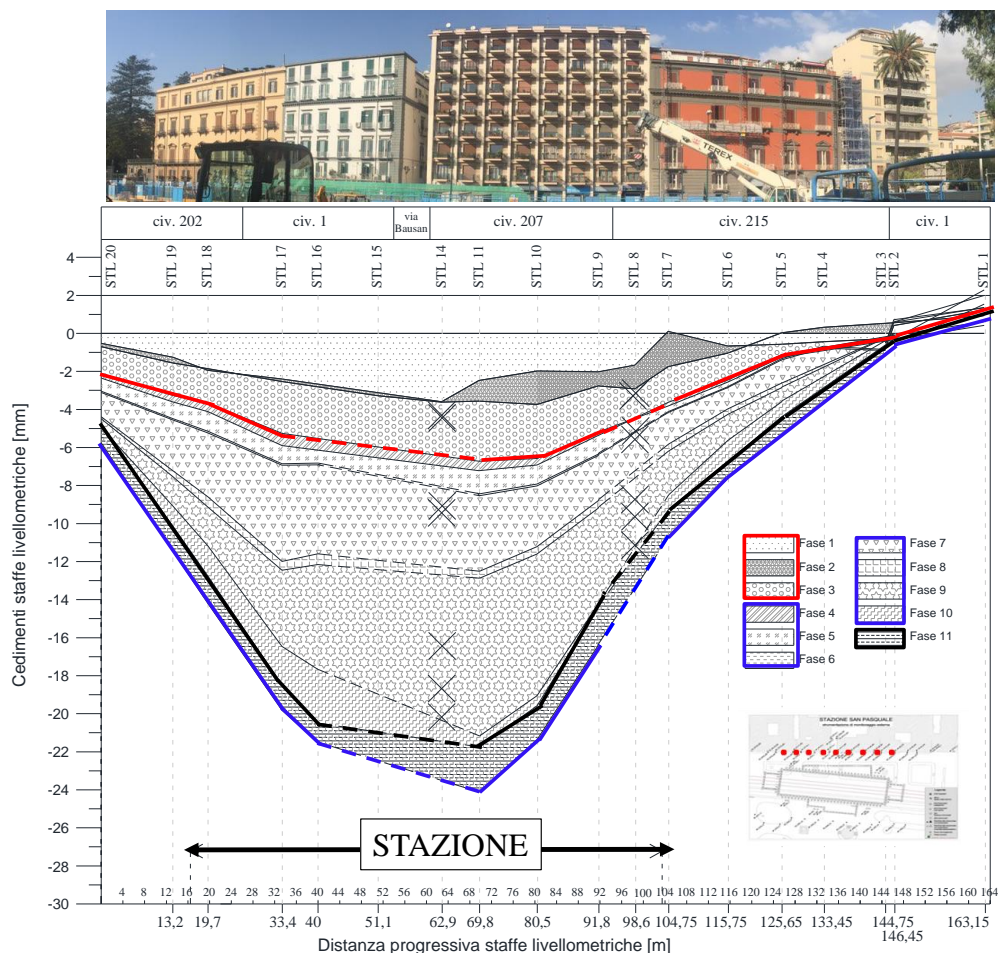 TEREX
civ. 202 civ. 1 via Bausan civ. 207 civ. 215 civ. 1
STL 20 STL 19 STL 18 STL 17 STL 16 STL 15 STL 14 STL 11 STL 10 STL 9 STL 8 STL 7 STL 6 STL 5 STL 4 STL 3 STL 2 STL 1
4
2
0
-2
-4
-6
-8
-10
-12
-14
-16
-18
-20
-22
-24
-26
-28
-30
Cedimenti staffe livellometriche [mm]
Fase 1
Fase 2
Fase 3
Fase 4
Fase 5
Fase 6
Fase 7
Fase 8
Fase 9
Fase 10
Fase 11
STAZIONE SAN PASQUALE
STAZIONE
4 8 12 16 20 24 28 32 36 40 44 48 52 56 60 64 68 72 76 80 84 88 92 96 100 104 108 112 116 120 124 128 132 136 140 144 148 152 156 160 164
13,2 19,7 33,4 40 51,1 62,9 69,8 80,5 91,8 98,6 104,75 115,75 125,65 133,45 144,75 163,15
146,45
Distanza progressiva staffe livellometriche [m]